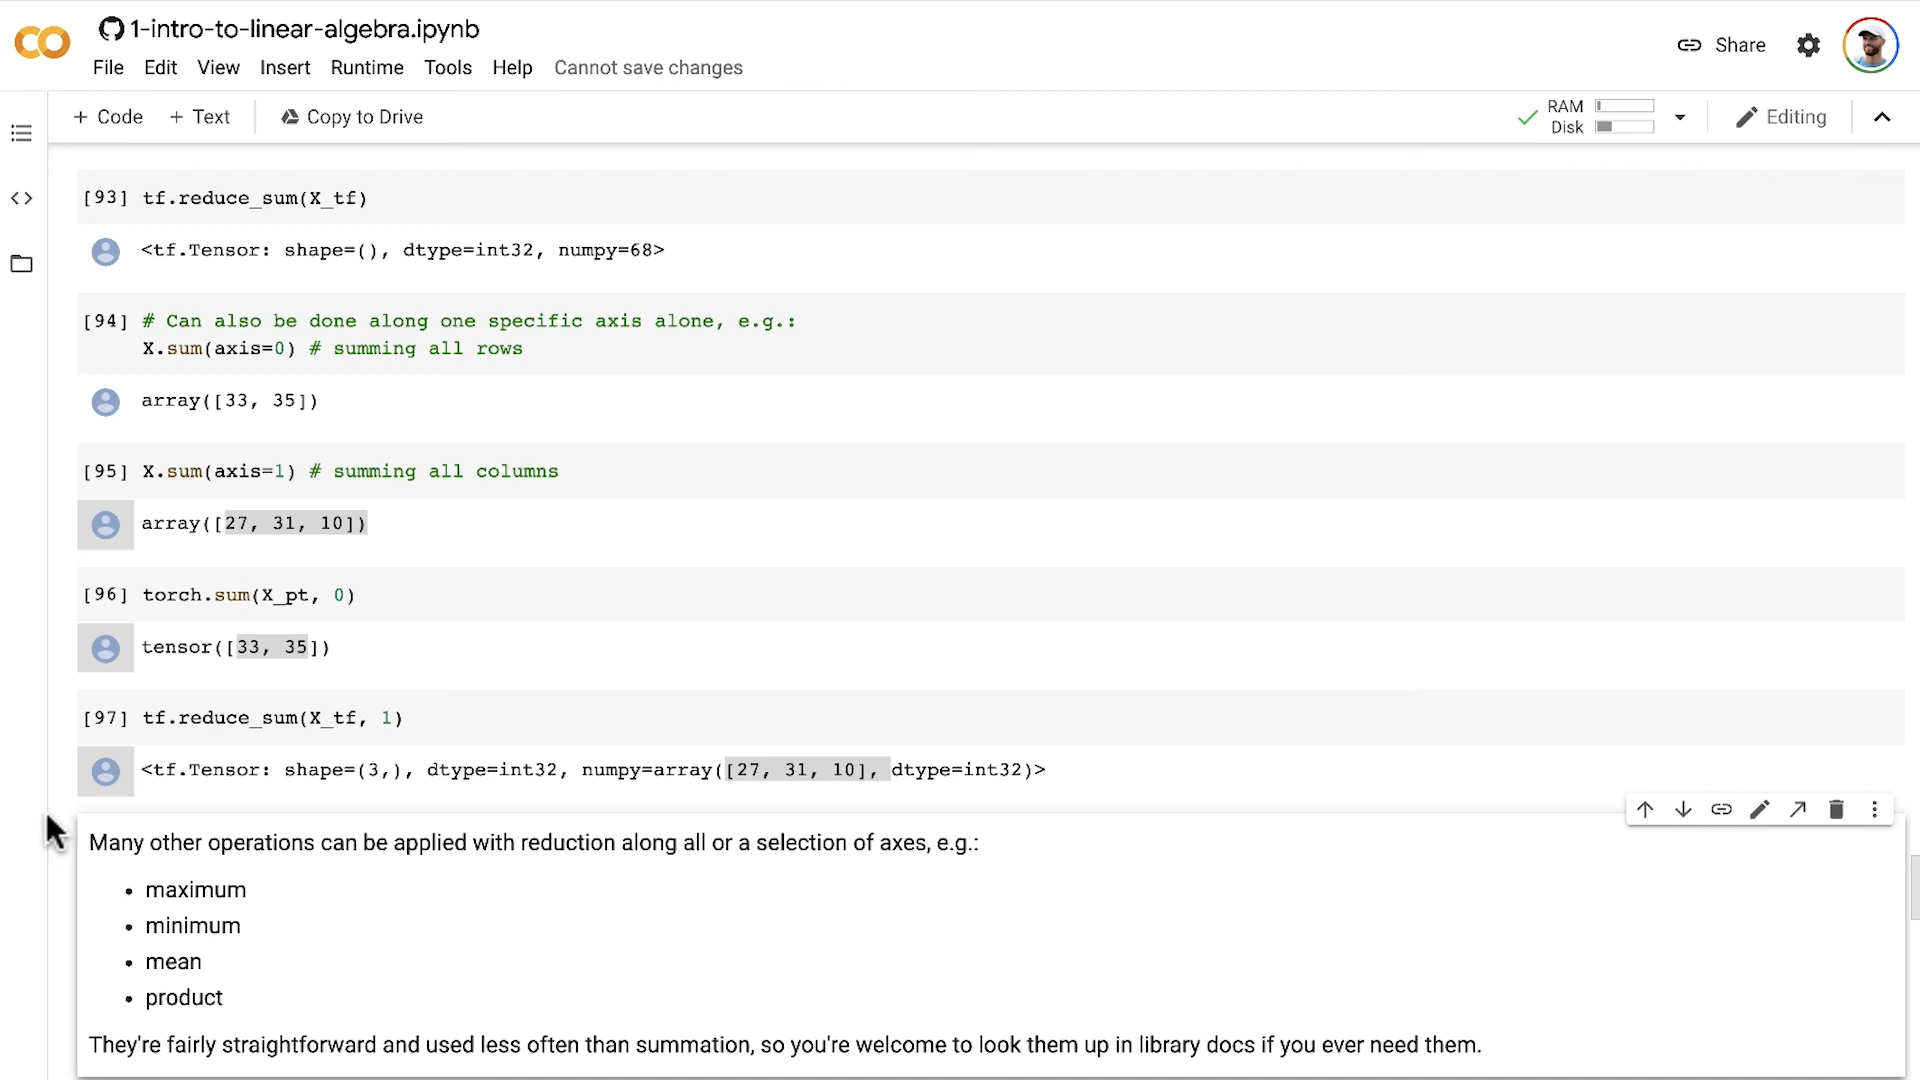 1-intro-to-linear-algebra.ipynb
File Edit View Insert Runtime Tools Help Cannot save changes
Share
+ Code + Text Copy to Drive
RAM
Disk
Editing
[93] tf.reduce_sum(X_tf)
<tf.Tensor: shape=(), dtype=int32, numpy=68>
[94] # Can also be done along one specific axis alone, e.g.:
X.sum(axis=0) # summing all rows
array([33, 35])
[95] X.sum(axis=1) # summing all columns
array([27, 31, 10])
[96] torch.sum(X_pt, 0)
tensor([33, 35])
[97] tf.reduce_sum(X_tf, 1)
<tf.Tensor: shape=(3,), dtype=int32, numpy=array([27, 31, 10], dtype=int32)>
Many other operations can be applied with reduction along all or a selection of axes, e.g.:
• maximum
• minimum
• mean
• product
They're fairly straightforward and used less often than summation, so you're welcome to look them up in library docs if you ever need them.